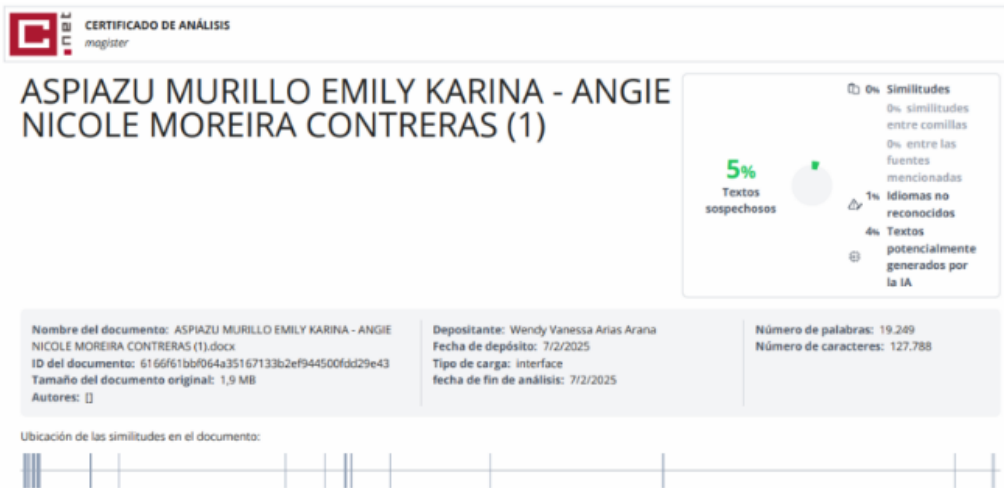 C.net
CERTIFICADO DE ANÁLISIS
magister
ASPIAZU MURILLO EMILY KARINA - ANGIE
NICOLE MOREIRA CONTRERAS (1)
5%
Textos
sospechosos
0% Similitudes
0% similitudes
entre comillas
0% entre las
fuentes
mencionadas
1% Idiomas no
reconocidos
4% Textos
potencialmente
generados por
la IA
Nombre del documento: ASPIAZU MURILLO EMILY KARINA - ANGIE
NICOLE MOREIRA CONTRERAS (1).docx
ID del documento: 6166f61bbf064a35167133b2ef944500fdd29e43
Tamaño del documento original: 1,9 MB
Autores: []
Depositante: Wendy Vanessa Arias Arana
Fecha de depósito: 7/2/2025
Tipo de carga: interface
fecha de fin de análisis: 7/2/2025
Número de palabras: 19.249
Número de caracteres: 127.788
Ubicación de las similitudes en el documento: